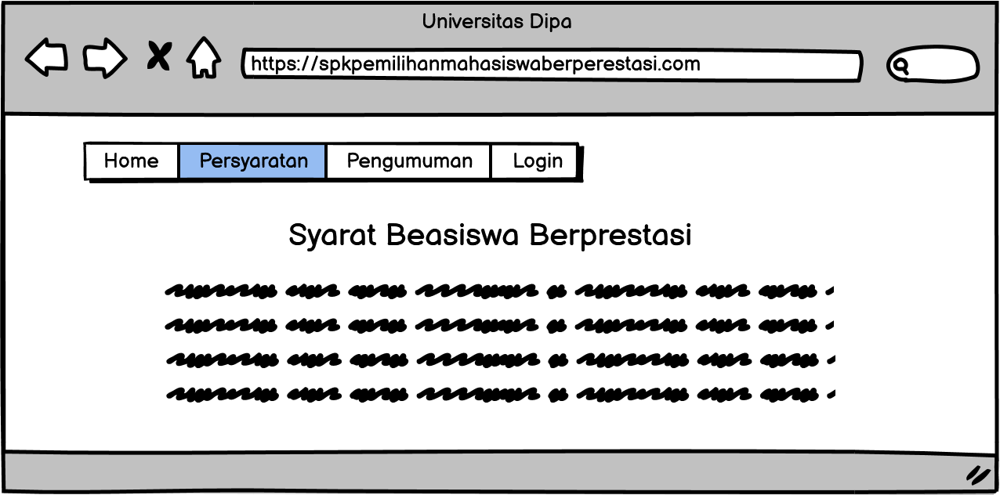 Universitas Dipa
https://spkpemilihanmahasiswaberperestasi.com
Home Persyaratan Pengumuman Login
Syarat Beasiswa Berprestasi